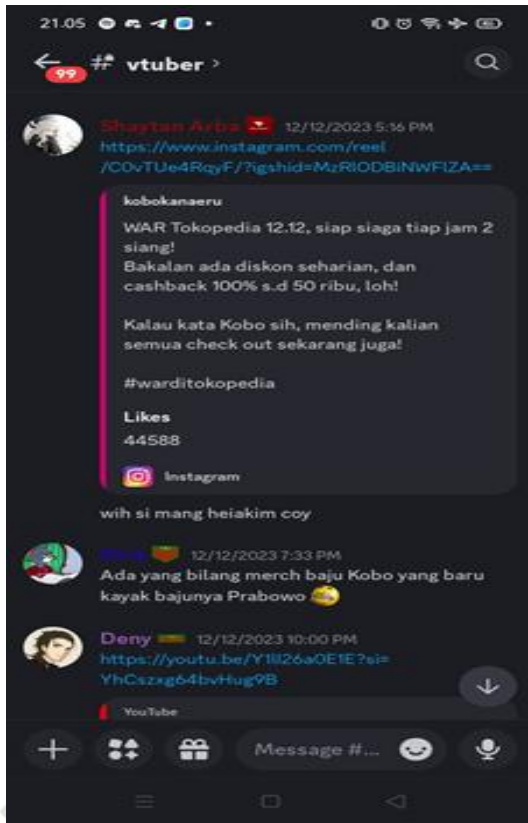 21.05
99
# vtuber >
Shaytan Arba 12/12/2023 5:16 PM
https://www.instagram.com/reel
/C0vTUe4RqyF/?igshid=MzRlODBiNWFlZA==
kobokanaeru
WAR Tokopedia 12.12, siap siaga tiap jam 2
siang!
Bakalan ada diskon seharian, dan
cashback 100% s.d 50 ribu, loh!
Kalau kata Kobo sih, mending kalian
semua check out sekarang juga!
#warditokopedia
Likes
44588
Instagram
wih si mang heiakim coy
12/12/2023 7:33 PM
Ada yang bilang merch baju Kobo yang baru
kayak bajunya Prabowo
Deny 12/12/2023 10:00 PM
https://youtu.be/Y1lI26a0E1E?si=
YhCszxg64bvHug9B
YouTube
Message #...